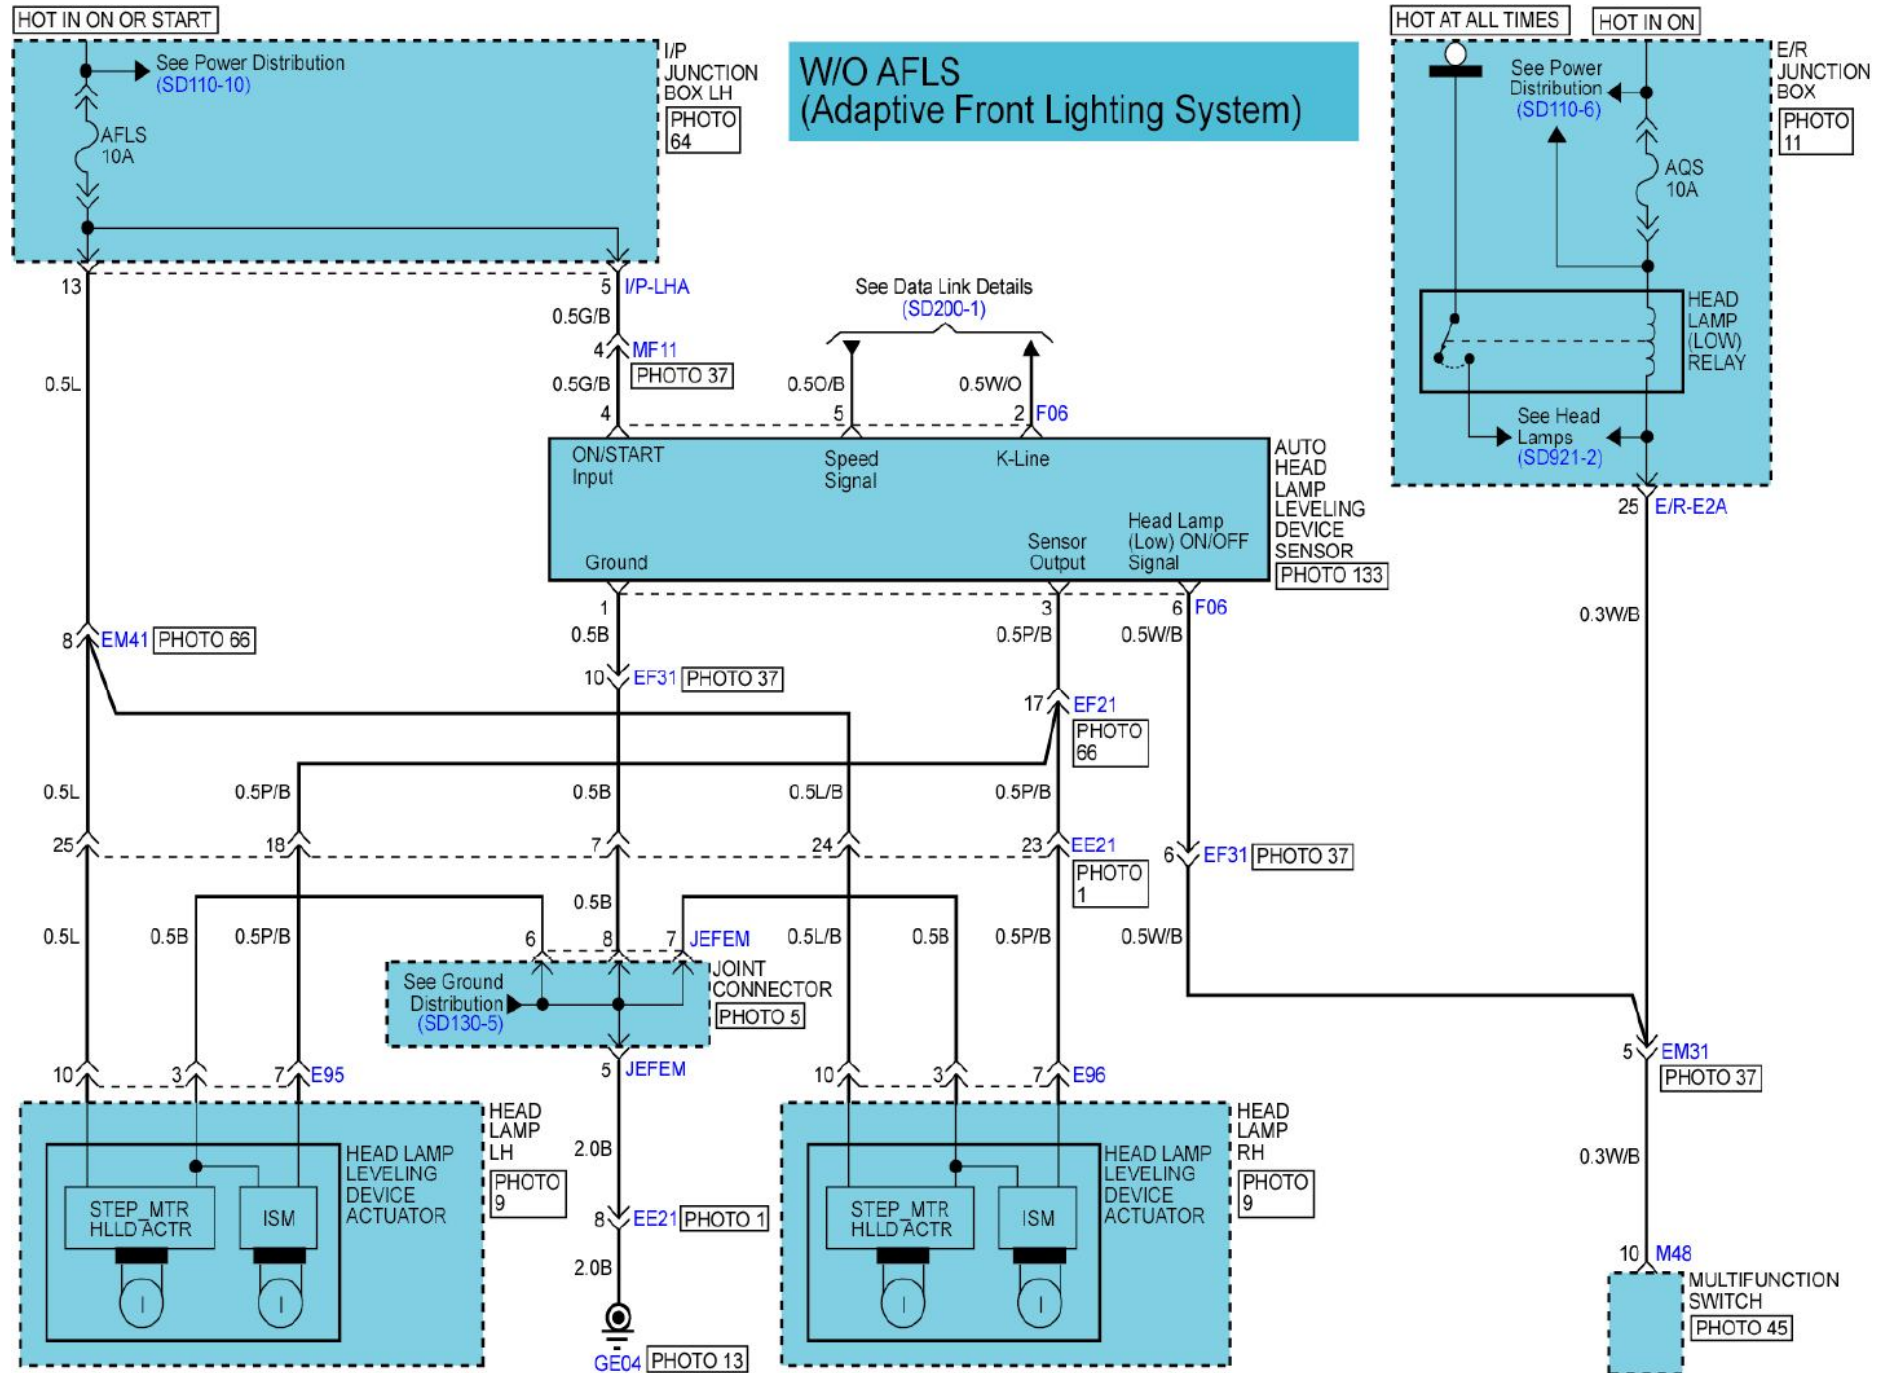 HOT IN ON OR START
See Power Distribution
(SD110-10)
AFLS
10A
I/P
JUNCTION
BOX LH
PHOTO
64
W/O AFLS
(Adaptive Front Lighting System)
HOT AT ALL TIMES
HOT IN ON
See Power
Distribution
(SD110-6)
AQS
10A
E/R
JUNCTION
BOX
PHOTO
11
HEAD
LAMP
(LOW)
RELAY
See Head
Lamps
(SD921-2)
25
E/R-E2A
13
5
I/P-LHA
0.5G/B
4
MF11
PHOTO 37
0.5L
0.5G/B
4
See Data Link Details
(SD200-1)
0.5O/B
0.5W/O
5
2
F06
ON/START
Input
Speed
Signal
K-Line
Ground
Sensor
Output
Head Lamp
(Low) ON/OFF
Signal
AUTO
HEAD
LAMP
LEVELING
DEVICE
SENSOR
PHOTO 133
1
3
6
F06
0.5B
0.5P/B
0.5W/B
0.3W/B
8
EM41
PHOTO 66
10
EF31
PHOTO 37
17
EF21
PHOTO
66
0.5L
0.5P/B
0.5B
0.5L/B
0.5P/B
25
18
7
24
23
EE21
PHOTO
1
6
EF31
PHOTO 37
0.5B
0.5L
0.5B
0.5P/B
6
8
7
JEFEM
0.5L/B
0.5B
0.5P/B
0.5W/B
See Ground
Distribution
(SD130-5)
JOINT
CONNECTOR
PHOTO 5
5
JEFEM
5
EM31
PHOTO 37
10
3
7
E95
10
3
7
E96
HEAD
LAMP
LH
PHOTO
9
HEAD LAMP
LEVELING
DEVICE
ACTUATOR
STEP_MTR
HLLD ACTR
ISM
2.0B
8
EE21
PHOTO 1
2.0B
GE04
PHOTO 13
HEAD
LAMP
RH
PHOTO
9
HEAD LAMP
LEVELING
DEVICE
ACTUATOR
STEP_MTR
HLLD ACTR
ISM
0.3W/B
10
M48
MULTIFUNCTION
SWITCH
PHOTO 45